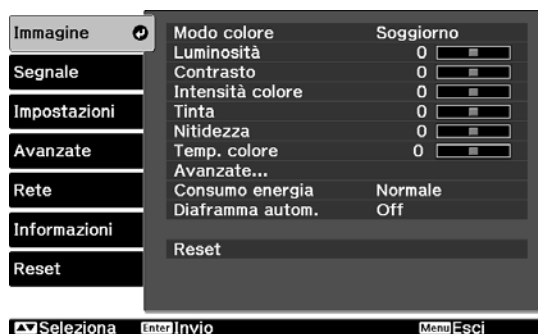 Immagine
Segnale
Impostazioni
Avanzate
Rete
Informazioni
Reset
Modo colore Soggiorno
Luminosità 0
Contrasto 0
Intensità colore 0
Tinta 0
Nitidezza 0
Temp. colore 0
Avanzate...
Consumo energia Normale
Diaframma autom. Off
Reset
Seleziona Enter Invio Menu Esci